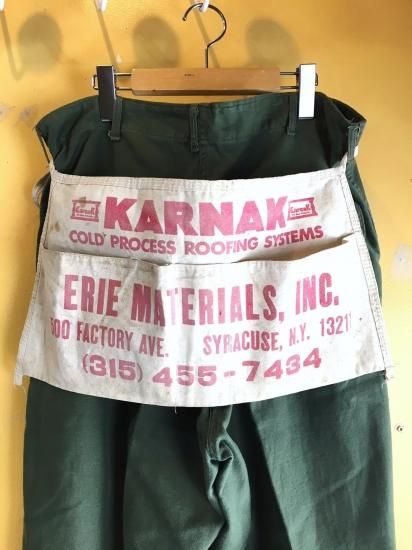 KARNAK
COLD PROCESS ROOFING SYSTEMS
ERIE MATERIALS, INC.
500 FACTORY AVE. SYRACUSE, N.Y. 13211
(315) 455-7434